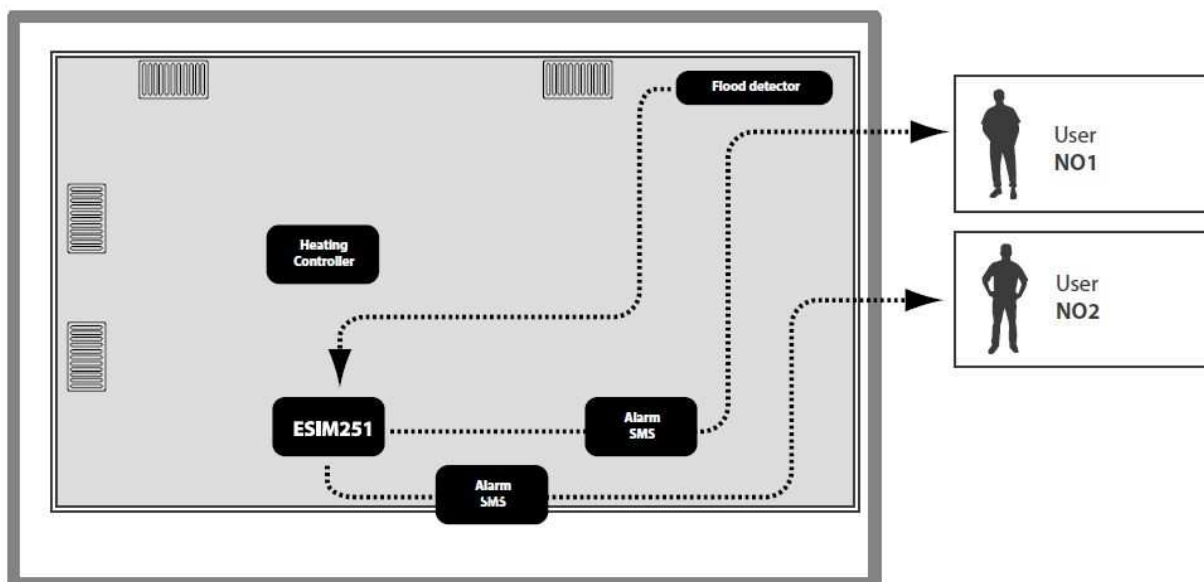 Flood detector
User
NO1
Heating
Controller
User
NO2
ESIM251
Alarm
SMS
Alarm
SMS